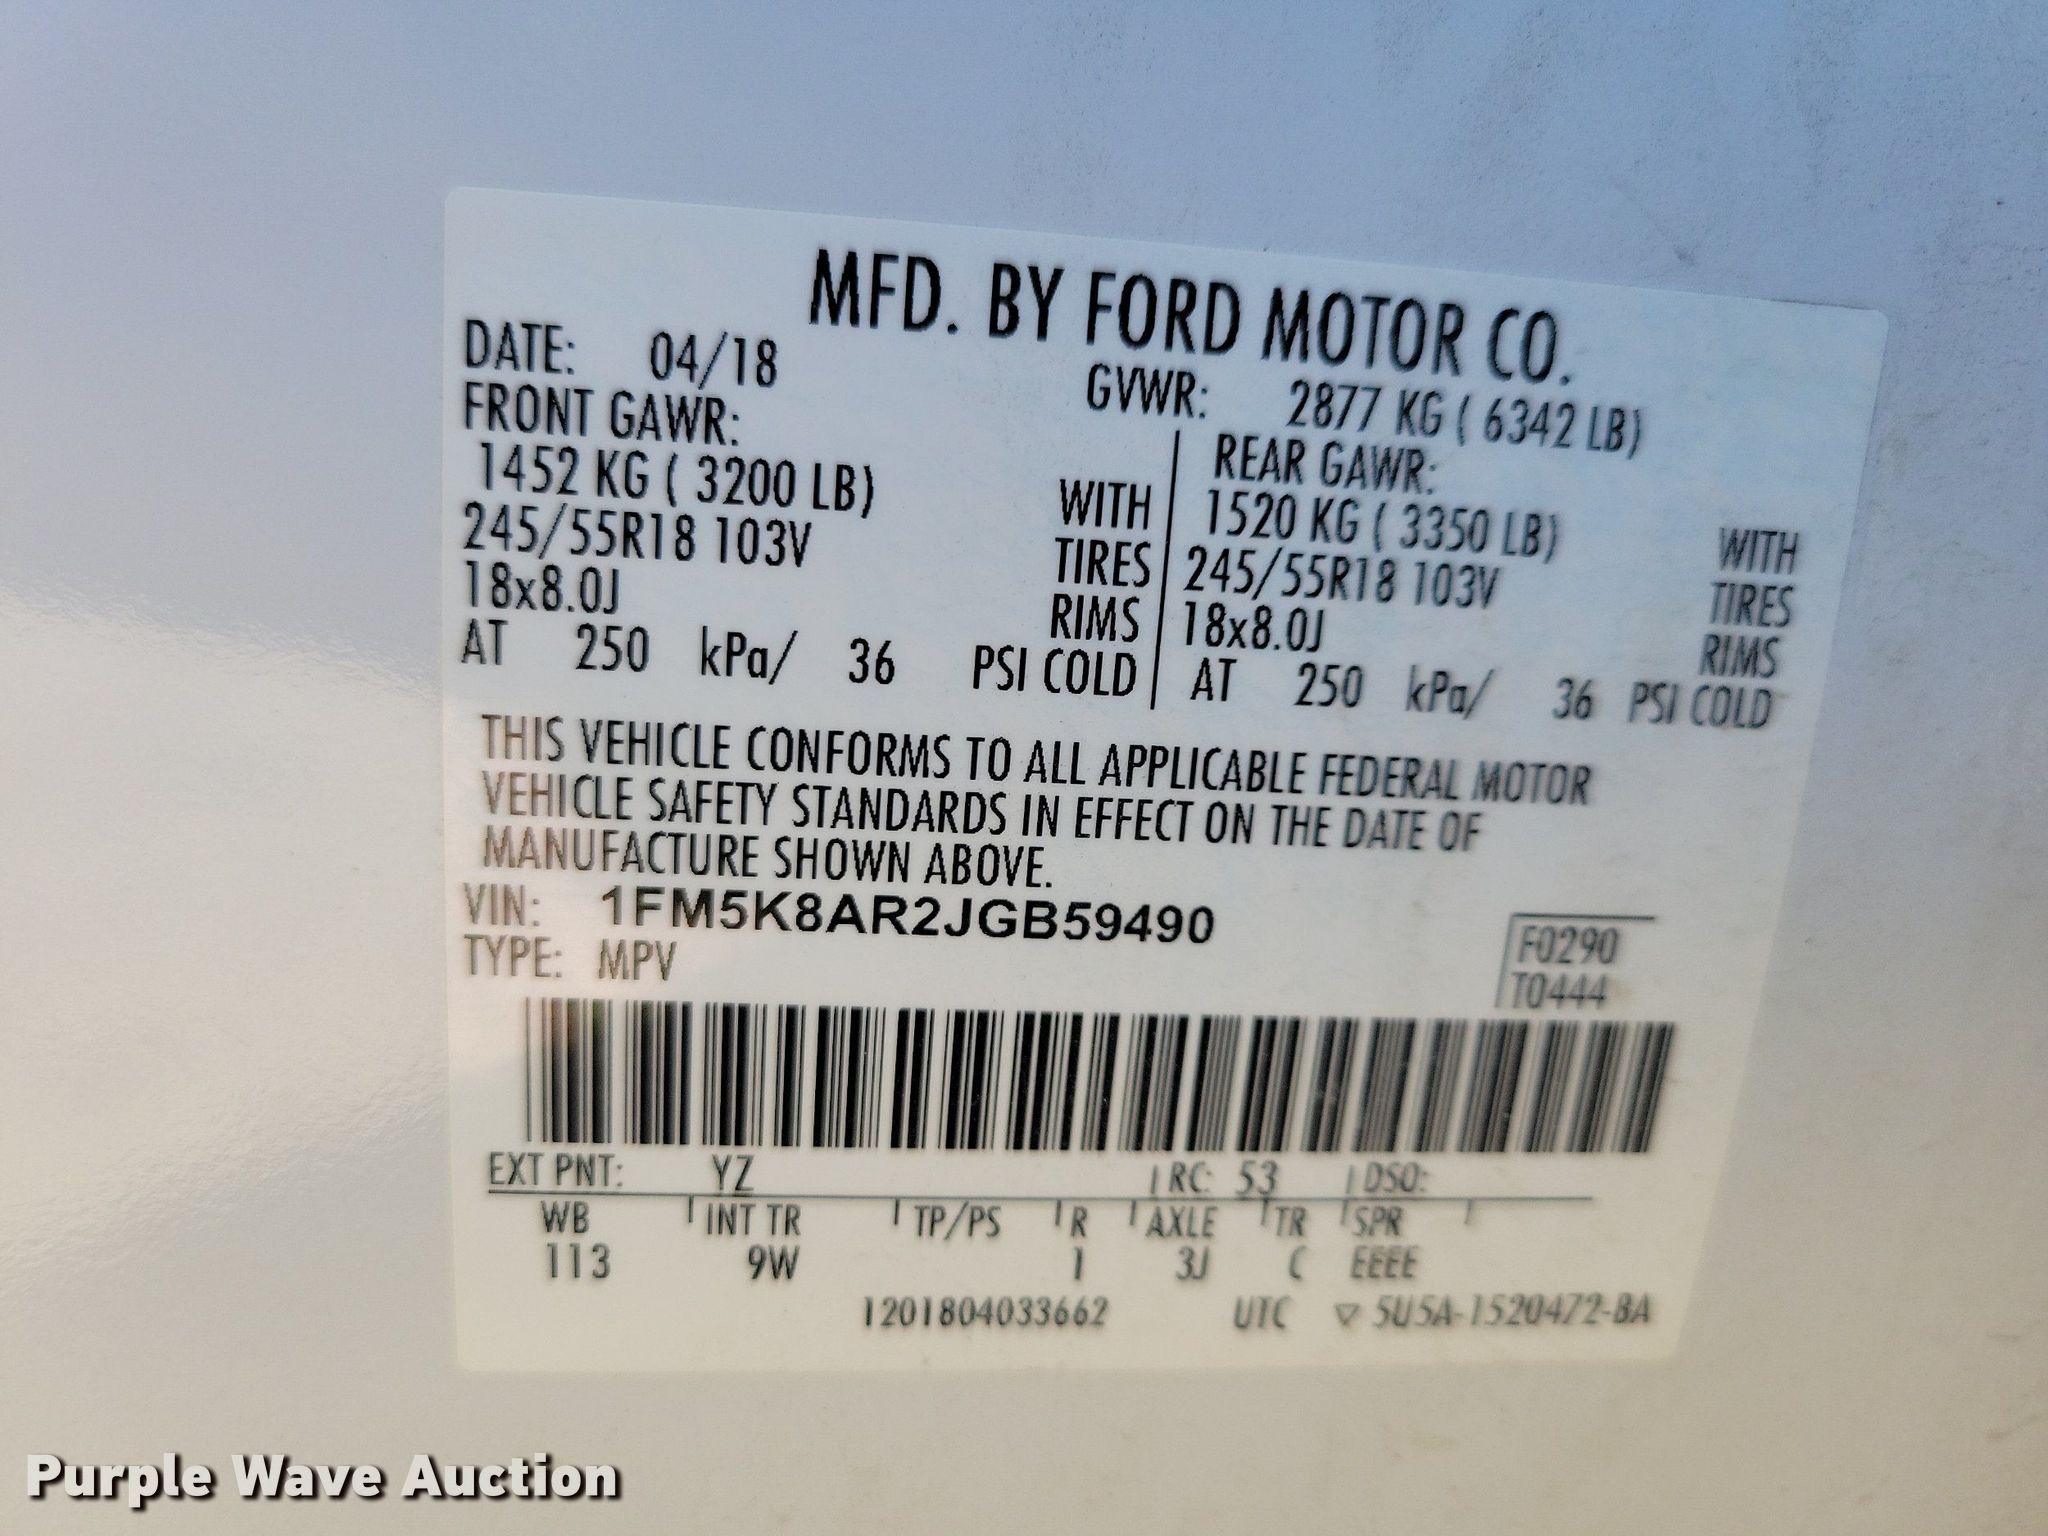 MFD. BY FORD MOTOR CO.
DATE: 04/18 GVWR: 2877 KG ( 6342 LB)
FRONT GAWR: REAR GAWR:
1452 KG ( 3200 LB) WITH 1520 KG ( 3350 LB) WITH
245/55R18 103V TIRES 245/55R18 103V TIRES
18x8.0J RIMS 18x8.0J RIMS
AT 250 kPa/ 36 PSI COLD AT 250 kPa/ 36 PSI COLD
THIS VEHICLE CONFORMS TO ALL APPLICABLE FEDERAL MOTOR
VEHICLE SAFETY STANDARDS IN EFFECT ON THE DATE OF
MANUFACTURE SHOWN ABOVE.
VIN: 1FM5K8AR2JGB59490
TYPE: MPV
F0290
T0444
EXT PNT: YZ RC: 53 DSO:
WB INT TR TP/PS R AXLE TR SPR
113 9W 1 3J C EEEE
1201804033662 UTC ▽ 5U5A-1520472-BA
Purple Wave Auction